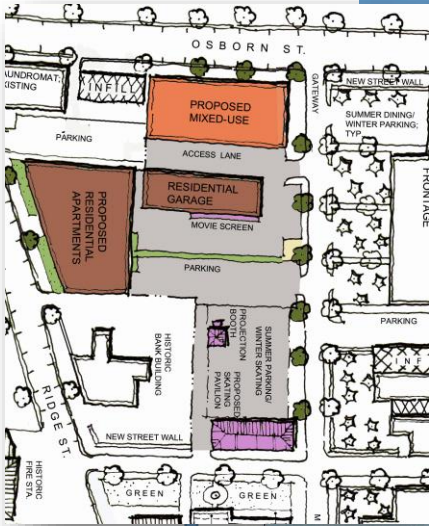 OSBORN ST.
GATEWAY
AUNDROMAT;
XISTING
INFILL
PROPOSED
MIXED-USE
NEW STREET WALL
SUMMER DINING/
WINTER PARKING;
TYP.
PARKING
ACCESS LANE
FRONTAGE
PROPOSED
RESIDENTIAL
APARTMENTS
RESIDENTIAL
GARAGE
MOVIE SCREEN
PARKING
PARKING
HISTORIC
BANK BUILDING
PROJECTION
BOOTH
SUMMER PARKING/
WINTER SKATING
PROPOSED
SKATING
PAVILION
INF
RIDGE ST.
NEW STREET WALL
HISTORIC
FIRE STA.
GREEN
GREEN
M